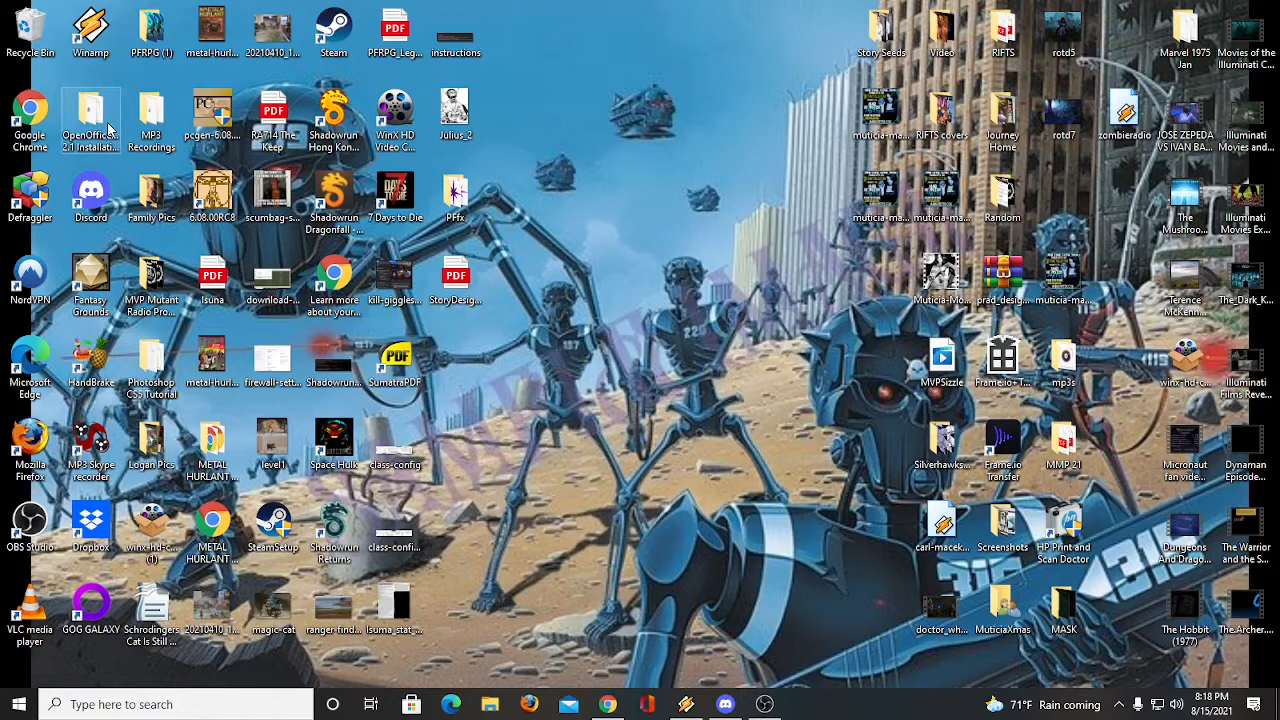 Recycle Bin
Winamp
PFRPG (1)
metal-hurl...
20210410_1...
Steam
PFRPG_Leg...
instructions
Story Seeds
Video
RIFTS
rotd5
Marvel 1975
Jan
Movies of the
Illuminati C...
Google
Chrome
OpenOffice...
2.1 Installati...
MP3
Recordings
pcgen-6.08....
RA7.14 The
Keep
Shadowrun
Hong Kon...
WinX HD
Video C...
Julius_2
muticia-ma...
RIFTS covers
Journey
Home
rotd7
zombieradio
JOSE ZEPEDA
VS IVAN BA...
Illuminati
Movies and...
Defraggler
Discord
Family Pics
6.08.00RC8
scumbag-s...
Shadowrun
Dragonfall -...
7 Days to Die
PFfx
muticia-ma...
muticia-ma...
Random
The
Mushroo...
Illuminati
Movies Ex...
NordVPN
Fantasy
Grounds
MVP Mutant
Radio Pro...
Isuna
download-...
Learn more
about your...
kill-giggles...
StoryDesig...
Muticia-Mo...
prad_desig...
muticia-ma...
Terence
McKenn...
The_Dark_K...
Microsoft
Edge
HandBrake
Photoshop
CS5 Tutorial
metal-hurl...
firewall-sett...
Shadowrun...
SumatraPDF
MVPSizzle
Frame.io+T...
mp3s
winx-hd-c...
Illuminati
Films Reve...
Mozilla
Firefox
MP3 Skype
recorder
Logan Pics
METAL
HURLANT ...
level1
Space Hulk
class-config
Silverhawks...
Frame.io
Transfer
MMP 21
Micronaut
fan vide...
Dynaman
Episode...
OBS Studio
Dropbox
winx-hd-c...
(1)
METAL
HURLANT ...
SteamSetup
Shadowrun
Returns
class-confi...
carl-macek...
Screenshots
HP Print and
Scan Doctor
Dungeons
And Drago...
The Warrior
and the S...
VLC media
player
GOG GALAXY
Schrodingers
Cat Is Still ...
20210410_1...
magic-cat
ranger-find...
Isuma_stat_...
doctor_wh...
MuticiaXmas
MASK
The Hobbit
(1977)
The.Archer....
Type here to search
71°F Rain coming
8:18 PM
8/15/2021